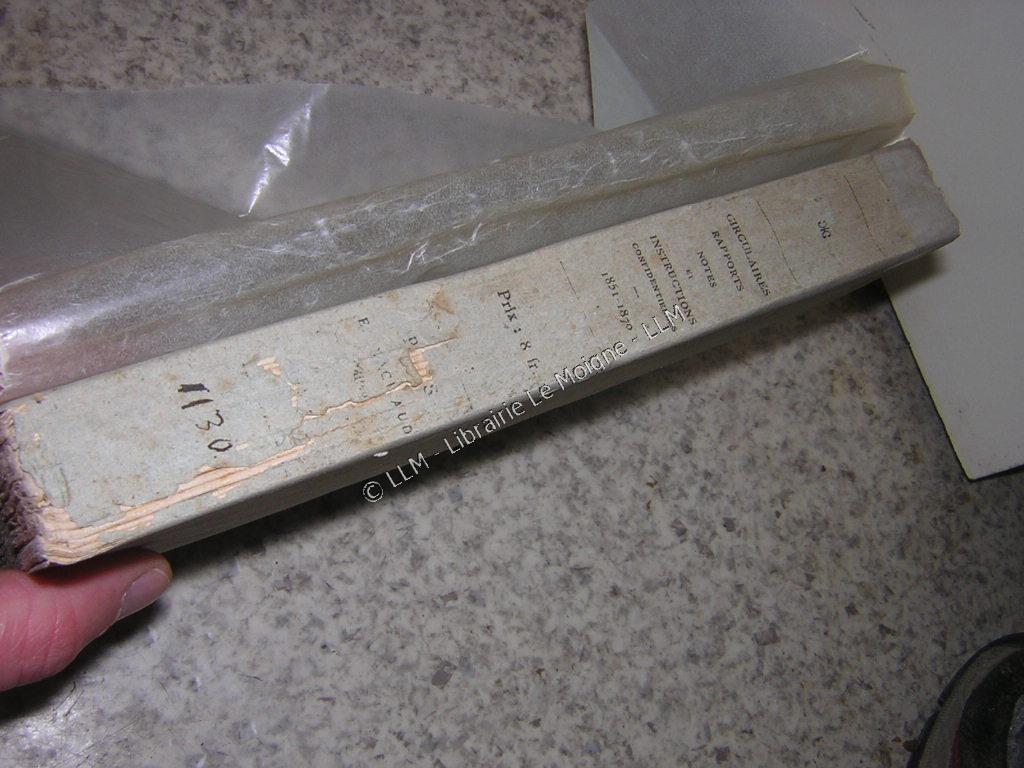 CIRCULAIRES
RAPPORTS
NOTES
ET
INSTRUCTIONS
CONFIDENTIELLES
—
1851-1870
Prix : 8 fr.
1130
© LLM - Librairie Le Moigne - LLM